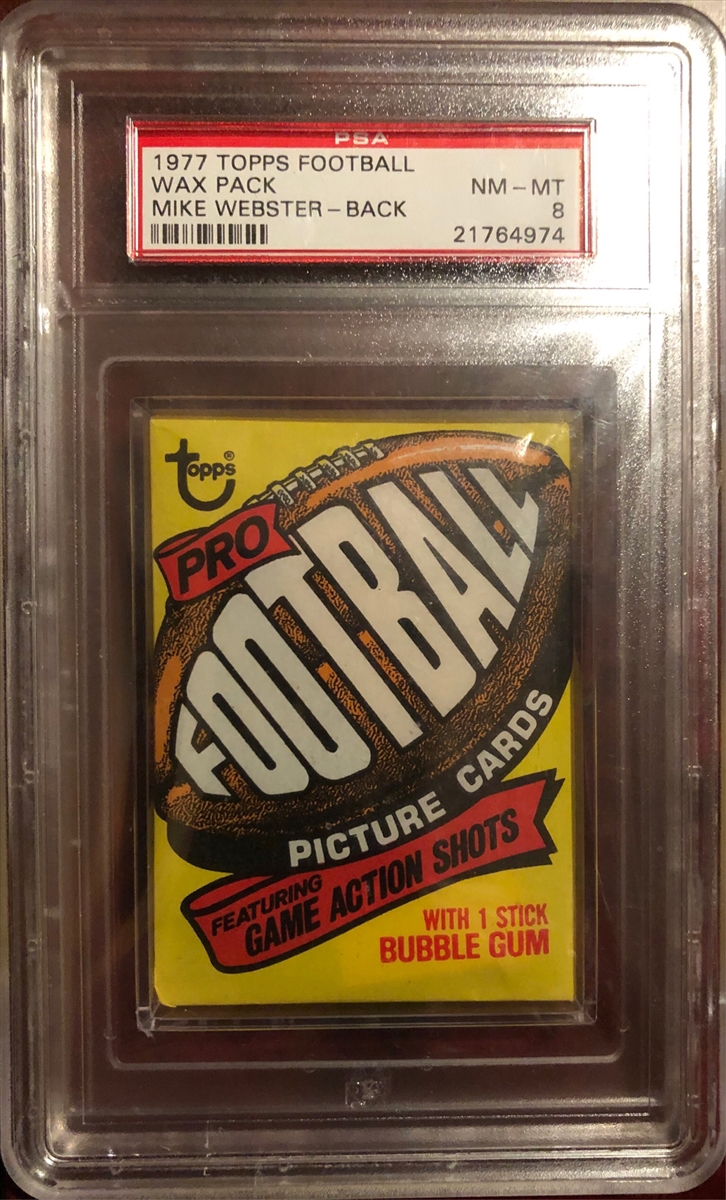 PSA
1977 TOPPS FOOTBALL
WAX PACK NM-MT
MIKE WEBSTER-BACK 8
21764974
Topps®
PRO
FOOTBALL
PICTURE CARDS
FEATURING
GAME ACTION SHOTS
WITH 1 STICK
BUBBLE GUM